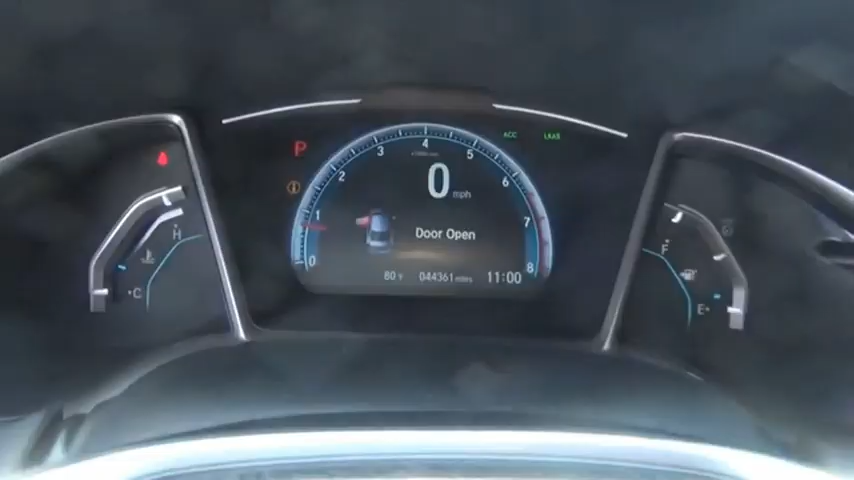 ACC LKAS
P
0 1 2 3 4 5 6 7 8
0 mph
H
C
Door Open
F
E
80 °F 044361 miles 11:00